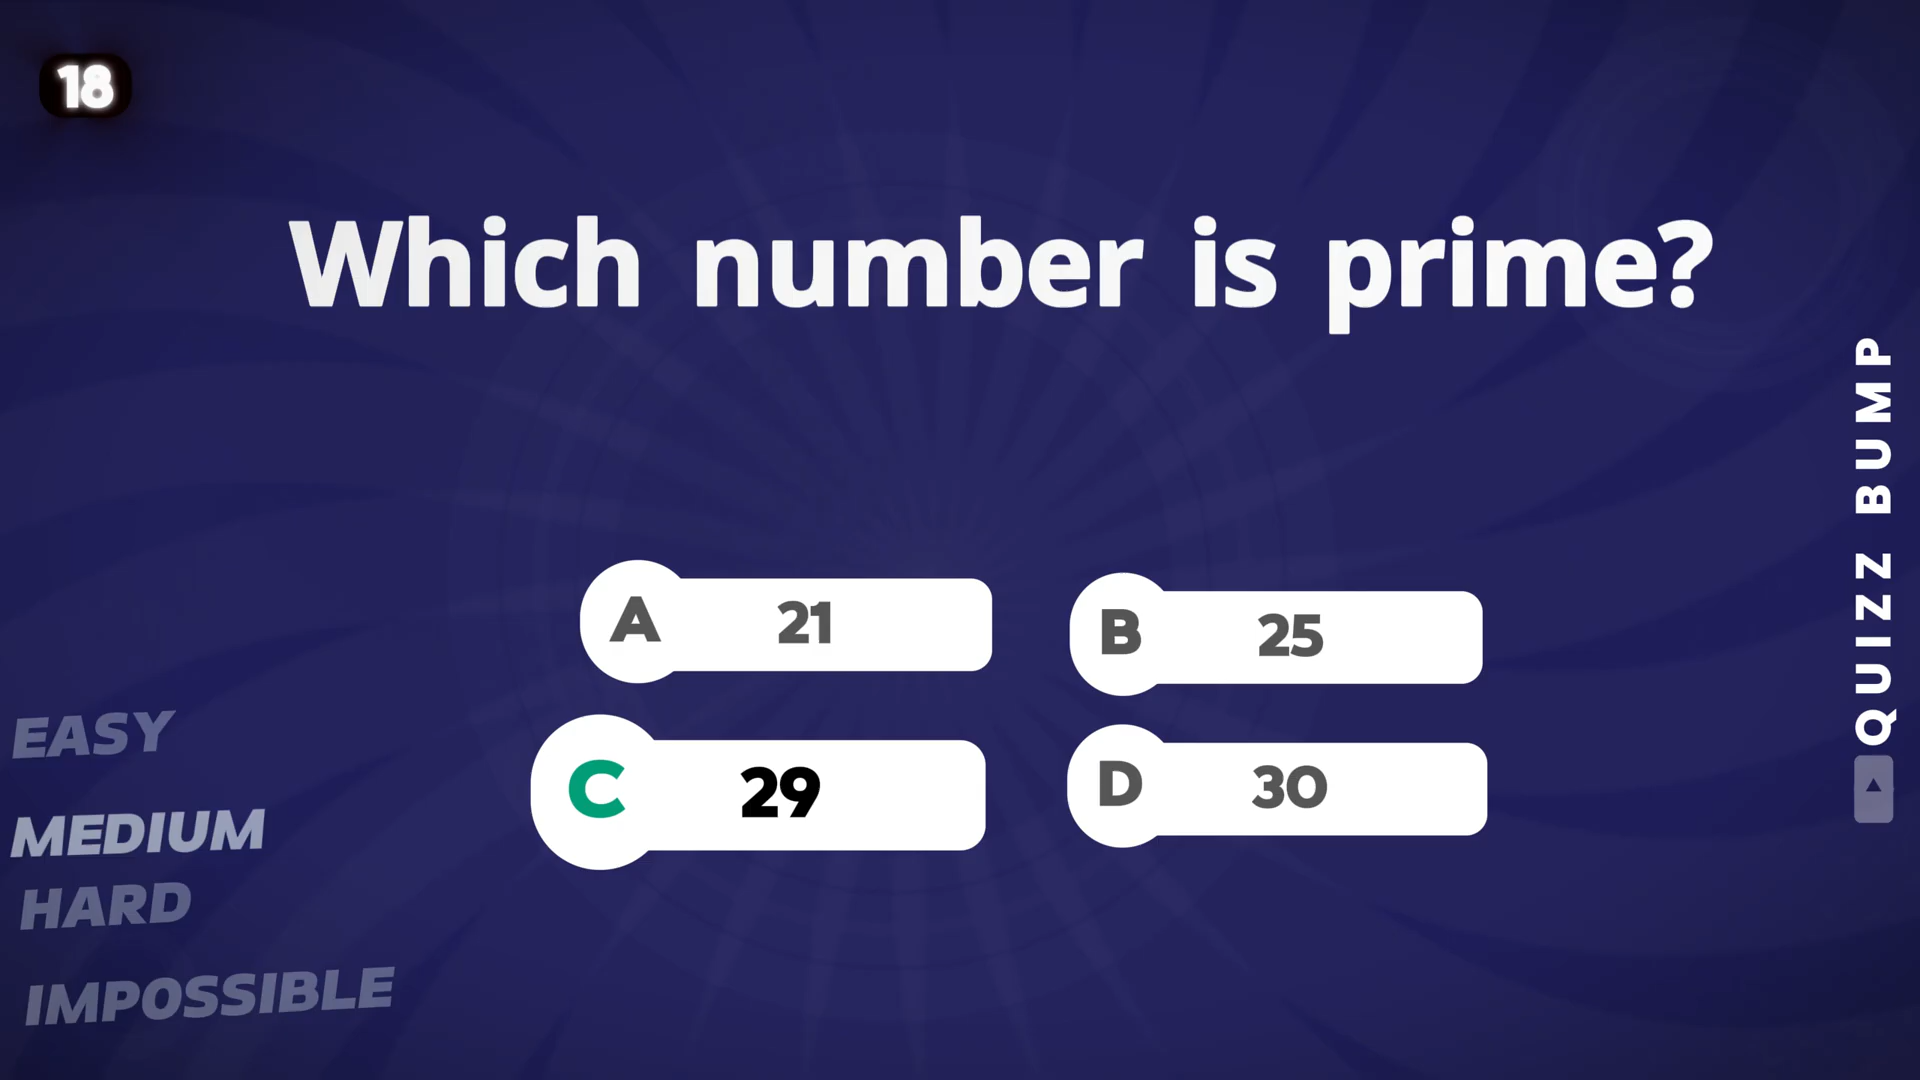 18
Which number is prime?
A 21
B 25
C 29
D 30
EASY
MEDIUM
HARD
IMPOSSIBLE
QUIZZ BUMP